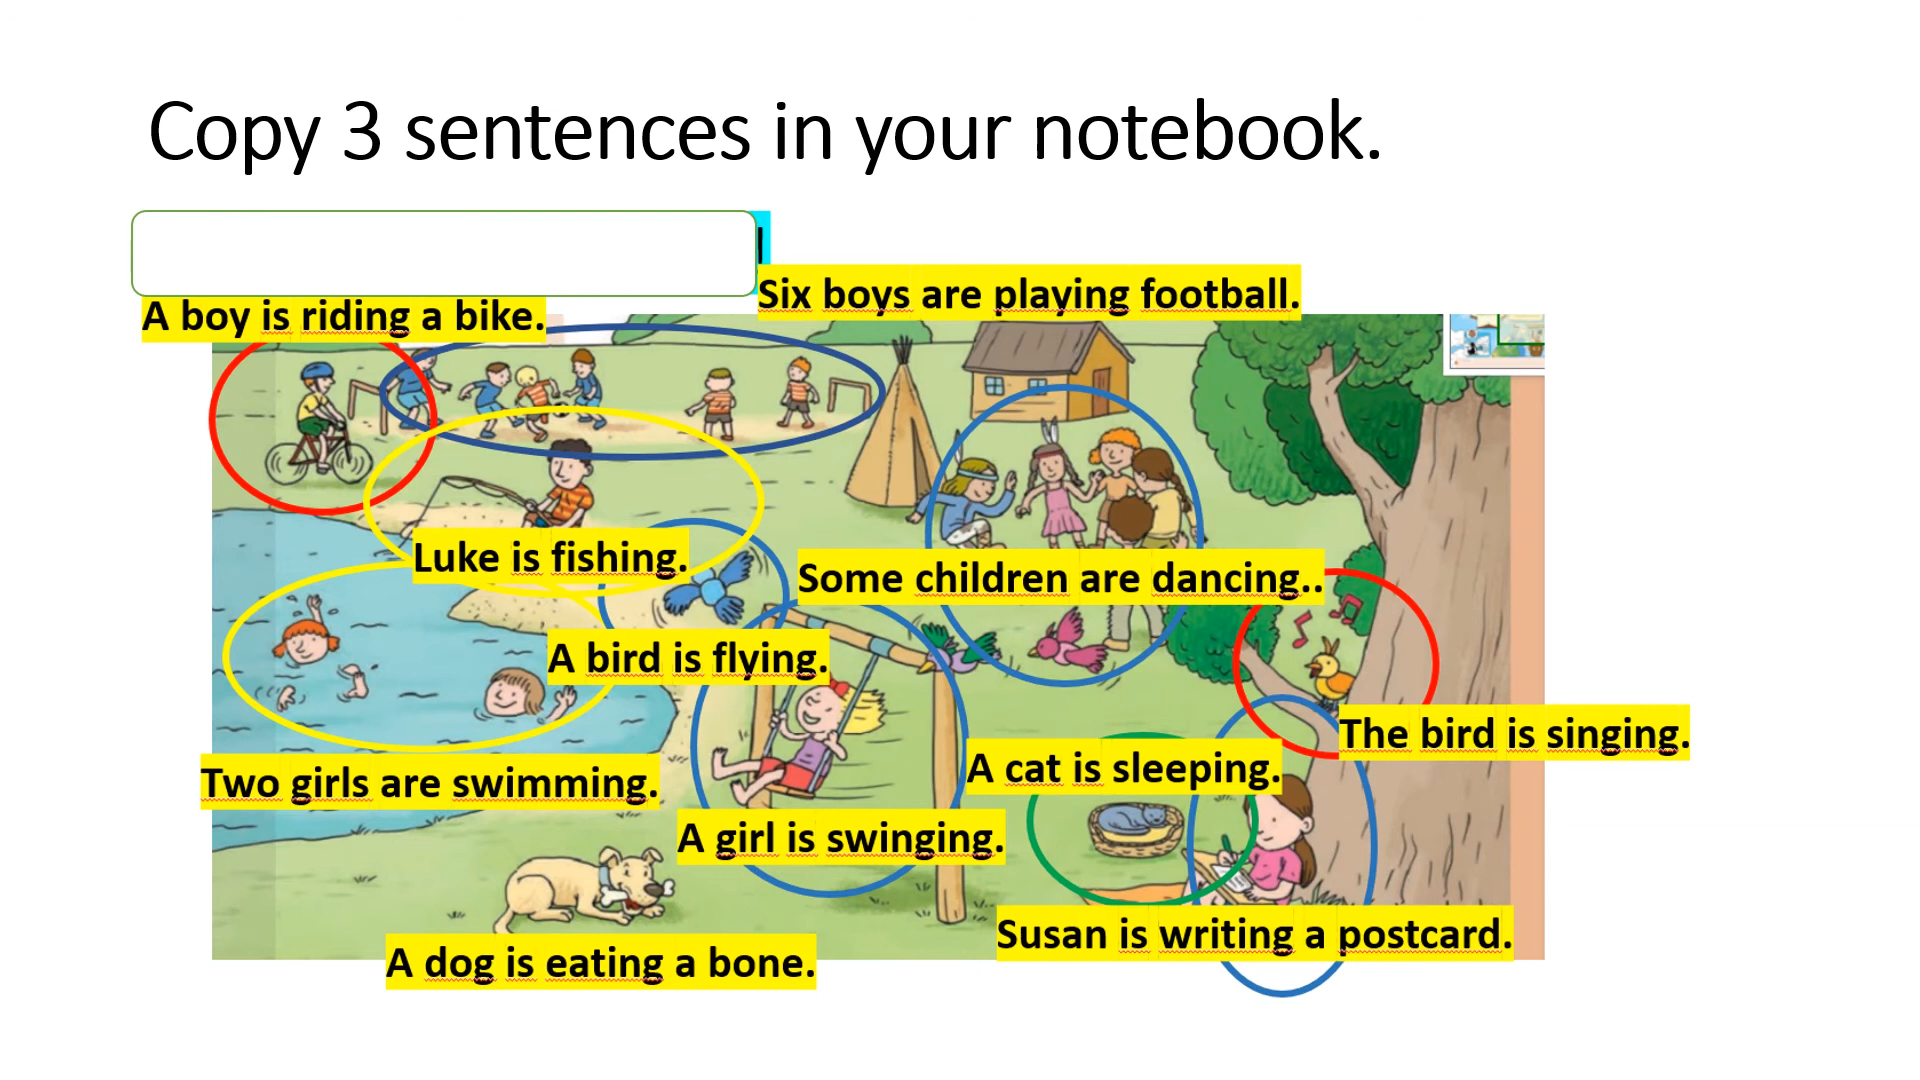 Copy 3 sentences in your notebook.
Six boys are playing football.
A boy is riding a bike.
Luke is fishing.
Some children are dancing..
A bird is flying.
The bird is singing.
Two girls are swimming.
A cat is sleeping.
A girl is swinging.
Susan is writing a postcard.
A dog is eating a bone.